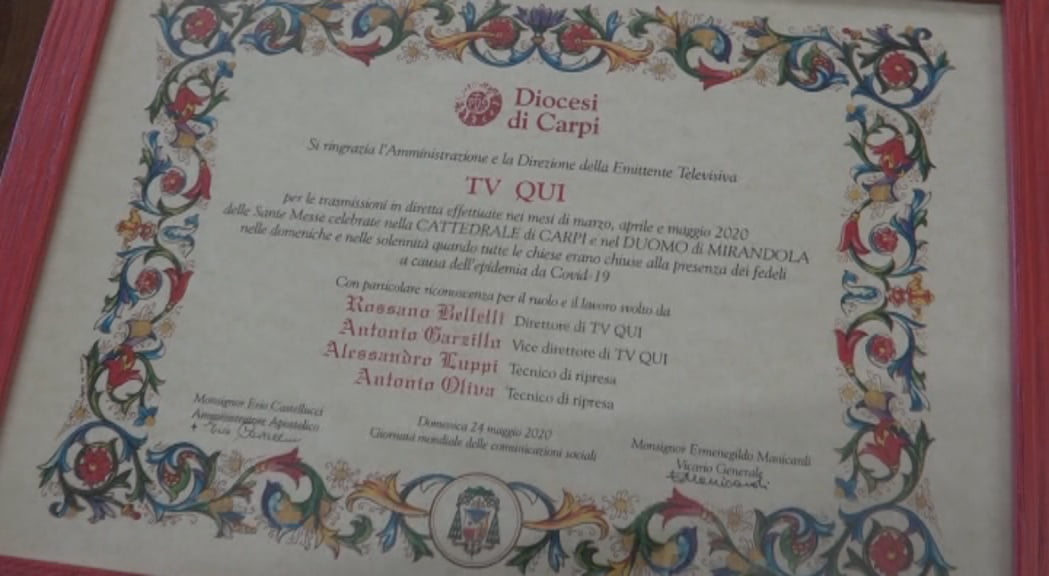 Diocesi
di Carpi
Si ringrazia l'Amministrazione e la Direzione della Emittente Televisiva
TV QUI
per le trasmissioni in diretta effettuate nei mesi di marzo, aprile e maggio 2020
delle Sante Messe celebrate nella CATTEDRALE di CARPI e nel DUOMO di MIRANDOLA
nelle domeniche e nelle solennità quando tutte le chiese erano chiuse alla presenza dei fedeli
a causa dell'epidemia da Covid-19
Con particolare riconoscenza per il ruolo e il lavoro svolto da
Rossano Bellelli Direttore di TV QUI
Antonio Garzillo Vice direttore di TV QUI
Alessandro Luppi Tecnico di ripresa
Antonio Oliva Tecnico di ripresa
Monsignor Erio Castellucci
Amministratore Apostolico
Domenica 24 maggio 2020
Giornata mondiale delle comunicazioni sociali
Monsignor Ermenegildo Manicardi
Vicario Generale